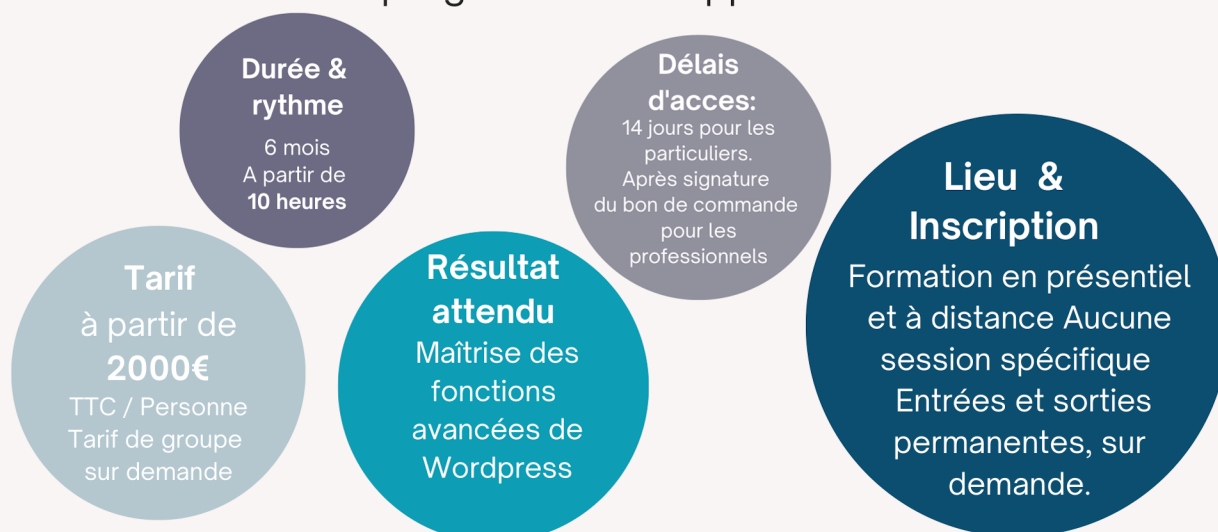 Durée &
rythme
6 mois
A partir de
10 heures
Délais
d'acces:
14 jours pour les
particuliers.
Après signature
du bon de commande
pour les
professionnels
Lieu & 
Inscription
Formation en présentiel
et à distance Aucune
session spécifique
Entrées et sorties
permanentes, sur
demande.
Tarif
à partir de
2000€
TTC / Personne
Tarif de groupe
sur demande
Résultat
attendu
Maîtrise des
fonctions
avancées de
Wordpress